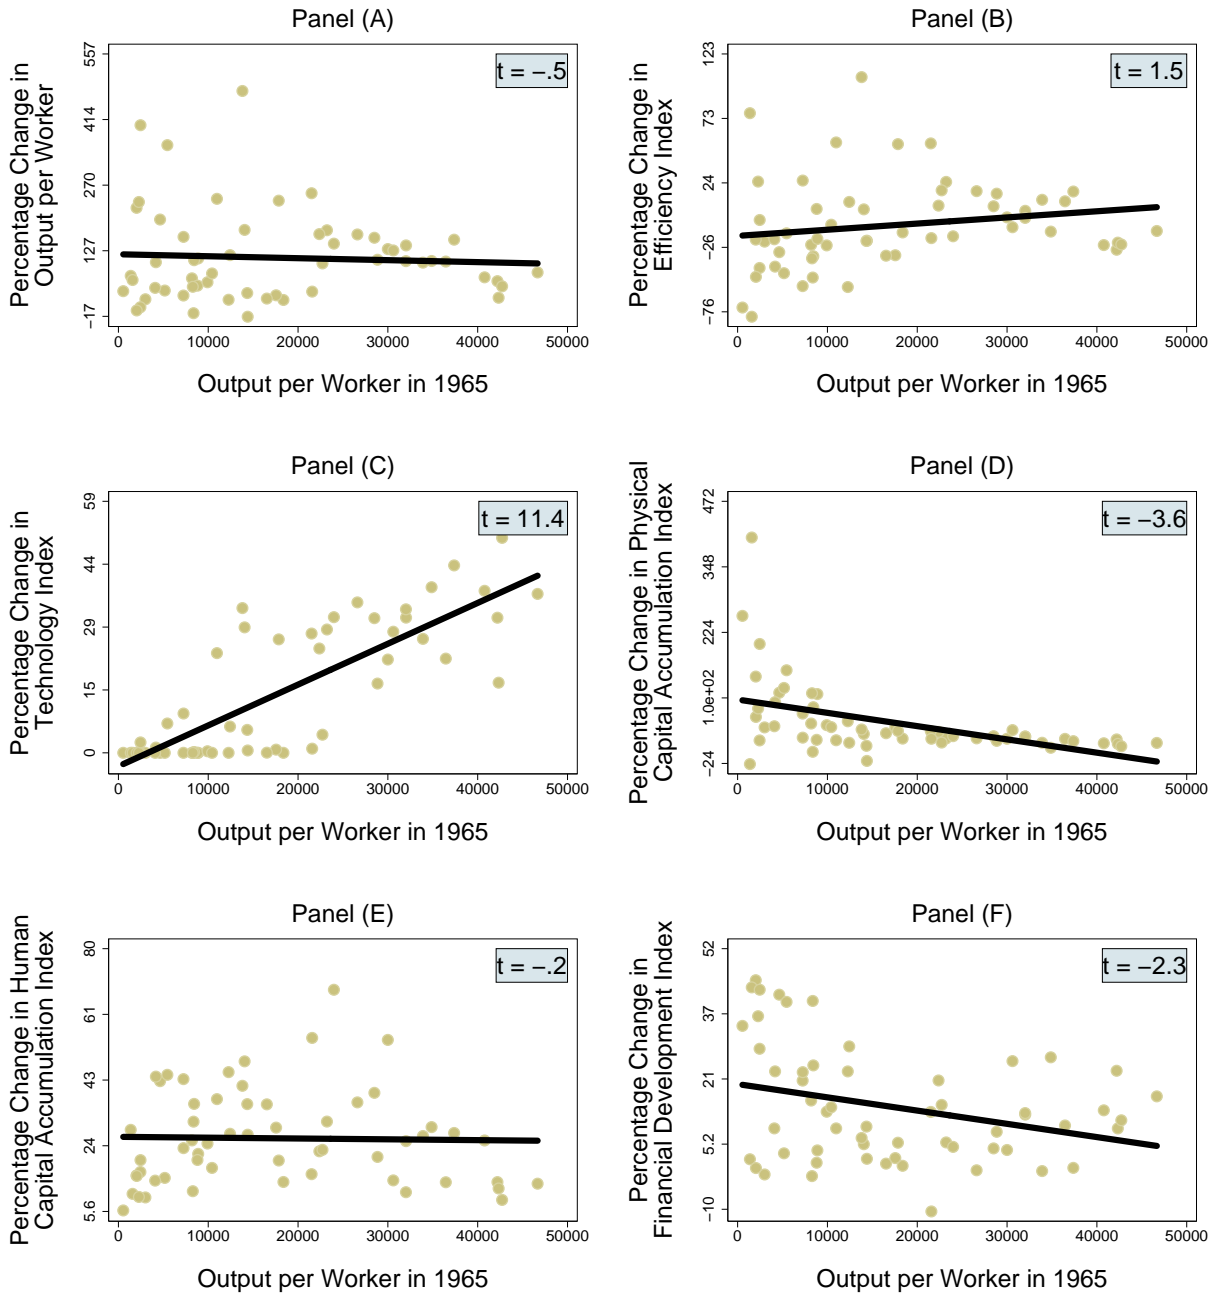 Panel (A)
Percentage Change in
Output per Worker
557
414
270
127
−17
t = −.5
0 10000 20000 30000 40000 50000
Output per Worker in 1965
Panel (B)
Percentage Change in
Efficiency Index
123
73
24
−26
−76
t = 1.5
0 10000 20000 30000 40000 50000
Output per Worker in 1965
Panel (C)
Percentage Change in
Technology Index
59
44
29
15
0
t = 11.4
0 10000 20000 30000 40000 50000
Output per Worker in 1965
Panel (D)
Percentage Change in Physical
Capital Accumulation Index
472
348
224
1.0e+02
−24
t = −3.6
0 10000 20000 30000 40000 50000
Output per Worker in 1965
Panel (E)
Percentage Change in Human
Capital Accumulation Index
80
61
43
24
5.6
t = −.2
0 10000 20000 30000 40000 50000
Output per Worker in 1965
Panel (F)
Percentage Change in
Financial Development Index
52
37
21
5.2
−10
t = −2.3
0 10000 20000 30000 40000 50000
Output per Worker in 1965